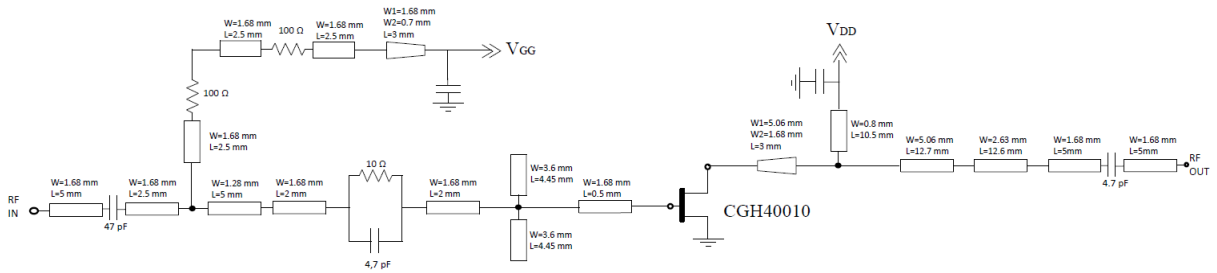 W=1.68 mm
L=2.5 mm
100 Ω
W=1.68 mm
L=2.5 mm
W1=1.68 mm
W2=0.7 mm
L=3 mm
VGG
100 Ω
W=1.68 mm
L=2.5 mm
VDD
W1=5.06 mm
W2=1.68 mm
L=3 mm
W=0.8 mm
L=10.5 mm
W=5.06 mm
L=12.7 mm
W=2.63 mm
L=12.6 mm
W=1.68 mm
L=5mm
4.7 pF
W=1.68 mm
L=5mm
RF
OUT
RF
IN
W=1.68 mm
L=5 mm
47 pF
W=1.68 mm
L=2.5 mm
W=1.28 mm
L=5 mm
W=1.68 mm
L=2 mm
10 Ω
4,7 pF
W=1.68 mm
L=2 mm
W=3.6 mm
L=4.45 mm
W=3.6 mm
L=4.45 mm
W=1.68 mm
L=0.5 mm
CGH40010